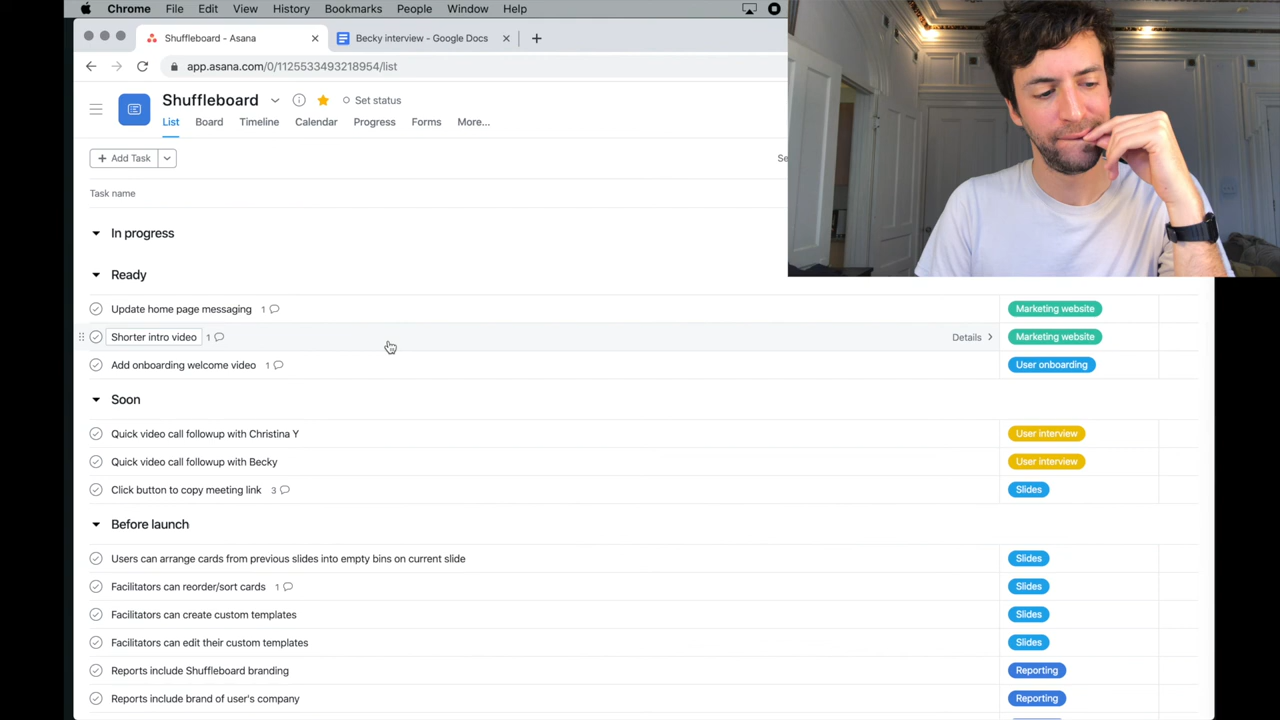 Chrome File Edit View History Bookmarks People Window Help
Shuffleboard - Asana Becky interview - Google Docs
app.asana.com/0/1125533493218954/list
Shuffleboard Set status
List Board Timeline Calendar Progress Forms More...
+ Add Task
Task name
In progress
Ready
Update home page messaging 1 Marketing website
Shorter intro video 1 Details Marketing website
Add onboarding welcome video 1 User onboarding
Soon
Quick video call followup with Christina Y User interview
Quick video call followup with Becky User interview
Click button to copy meeting link 3 Slides
Before launch
Users can arrange cards from previous slides into empty bins on current slide Slides
Facilitators can reorder/sort cards 1 Slides
Facilitators can create custom templates Slides
Facilitators can edit their custom templates Slides
Reports include Shuffleboard branding Reporting
Reports include brand of user's company Reporting